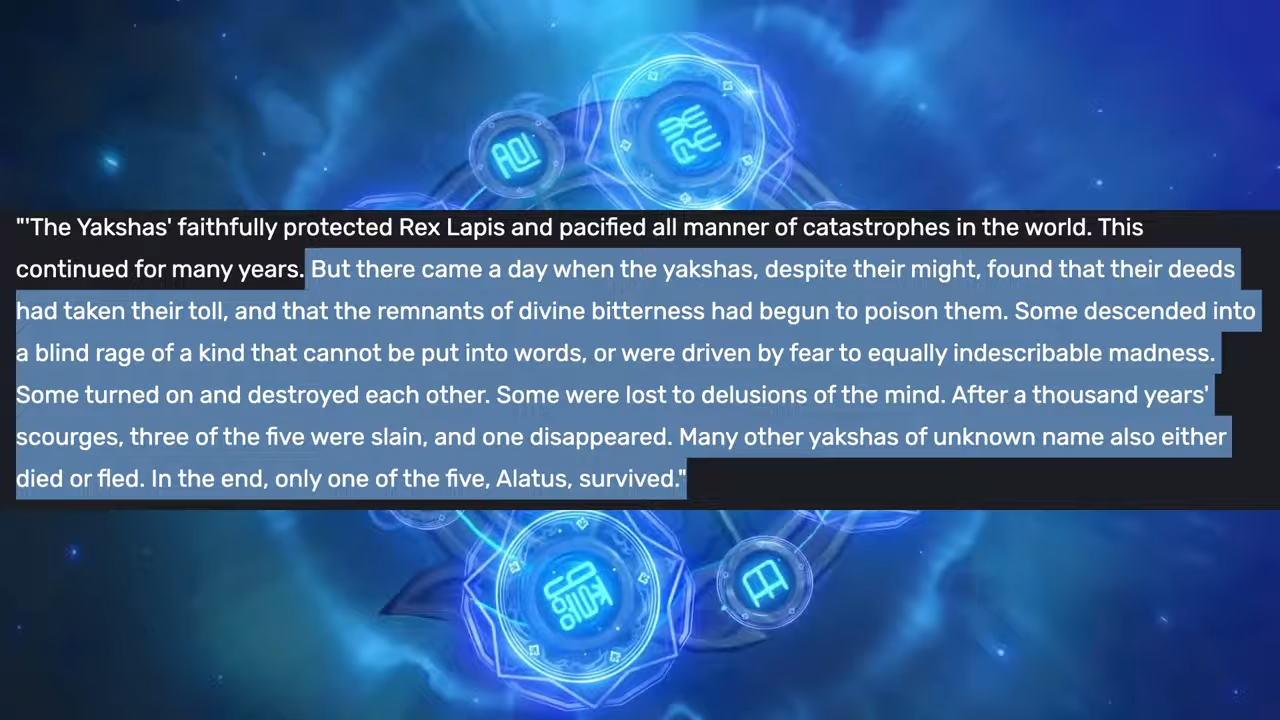 "'The Yakshas' faithfully protected Rex Lapis and pacified all manner of catastrophes in the world. This
continued for many years. But there came a day when the yakshas, despite their might, found that their deeds
had taken their toll, and that the remnants of divine bitterness had begun to poison them. Some descended into
a blind rage of a kind that cannot be put into words, or were driven by fear to equally indescribable madness.
Some turned on and destroyed each other. Some were lost to delusions of the mind. After a thousand years'
scourges, three of the five were slain, and one disappeared. Many other yakshas of unknown name also either
died or fled. In the end, only one of the five, Alatus, survived."